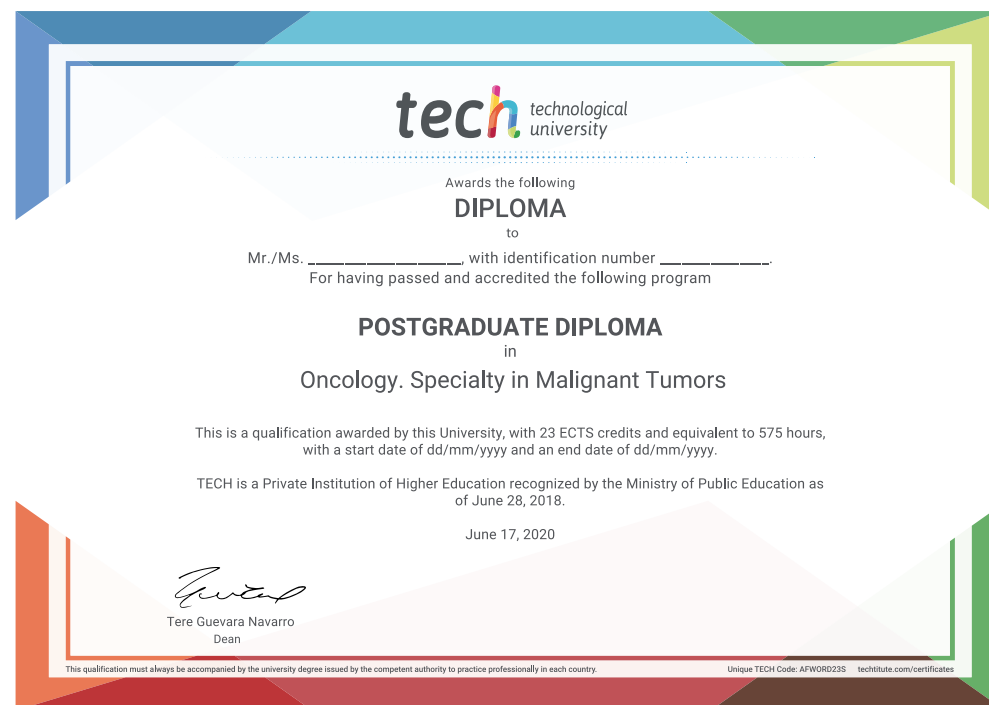 tech technological
university
Awards the following
DIPLOMA
to
Mr./Ms. ____________________, with identification number ______________.
For having passed and accredited the following program
POSTGRADUATE DIPLOMA
in
Oncology. Specialty in Malignant Tumors
This is a qualification awarded by this University, with 23 ECTS credits and equivalent to 575 hours,
with a start date of dd/mm/yyyy and an end date of dd/mm/yyyy.
TECH is a Private Institution of Higher Education recognized by the Ministry of Public Education as
of June 28, 2018.
June 17, 2020
Tere Guevara Navarro
Dean
This qualification must always be accompanied by the university degree issued by the competent authority to practice professionally in each country.
Unique TECH Code: AFWORD23S techtitute.com/certificates